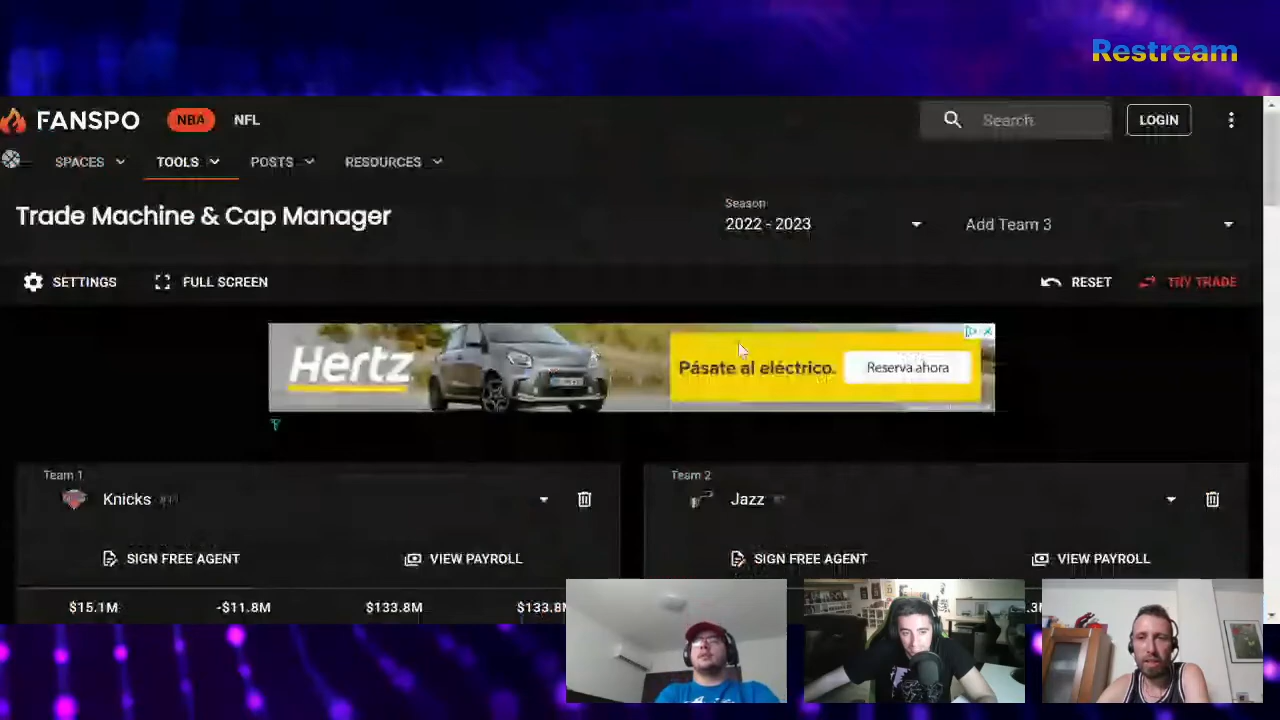 Restream
FANSPO NBA NFL Search LOGIN
SPACES TOOLS POSTS RESOURCES
Trade Machine & Cap Manager
Season
2022 - 2023
Add Team 3
SETTINGS FULL SCREEN RESET TRY TRADE
Hertz Pásate al eléctrico. Reserva ahora
Team 1
Knicks
SIGN FREE AGENT VIEW PAYROLL
$15.1M -$11.8M $133.8M $133.8M
Team 2
Jazz
SIGN FREE AGENT VIEW PAYROLL